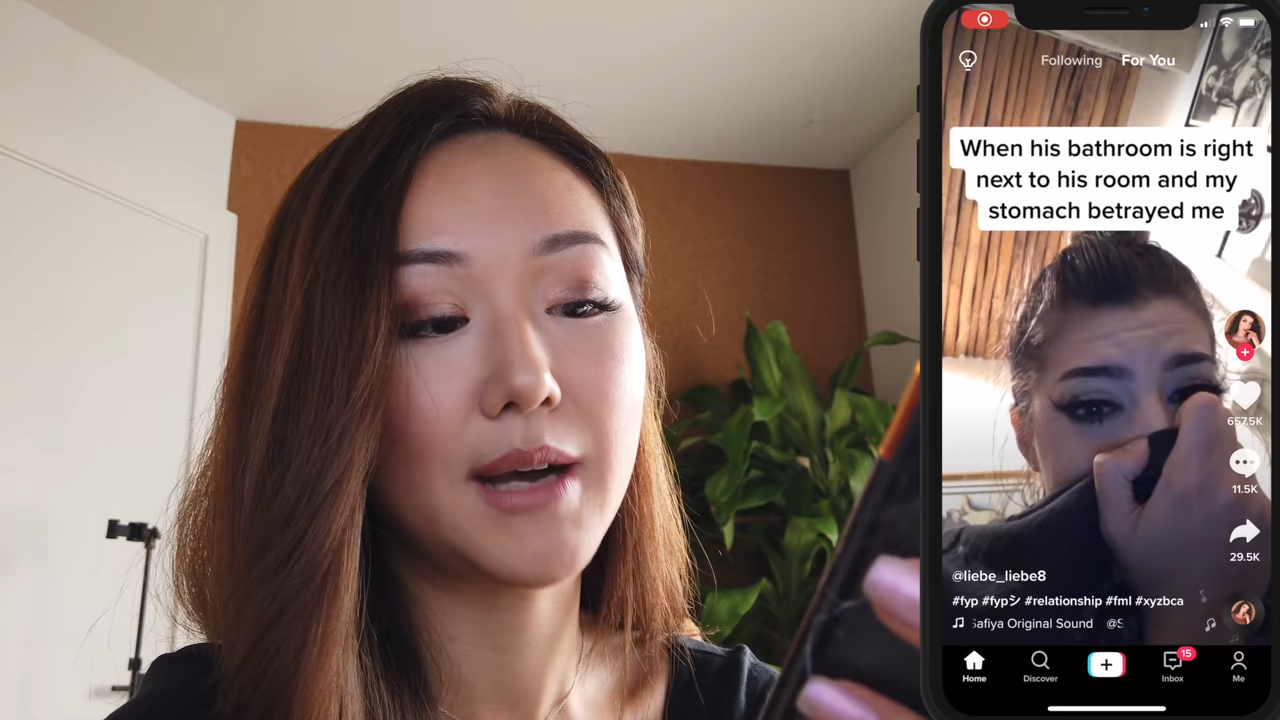 Following For You
When his bathroom is right
next to his room and my
stomach betrayed me
657.5K
11.5K
29.5K
@liebe_liebe8
#fyp #fypシ #relationship #fml #xyzbca
Safiya Original Sound @S
Home Discover Inbox 15 Me